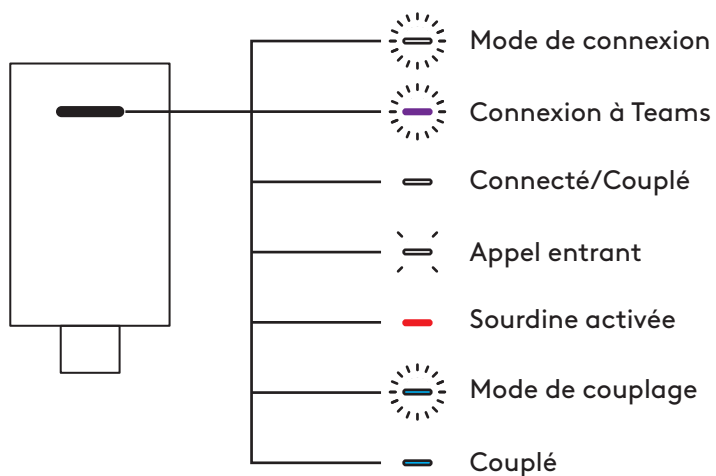 Mode de connexion
Connexion à Teams
Connecté/Couplé
Appel entrant
Sourdine activée
Mode de couplage
Couplé